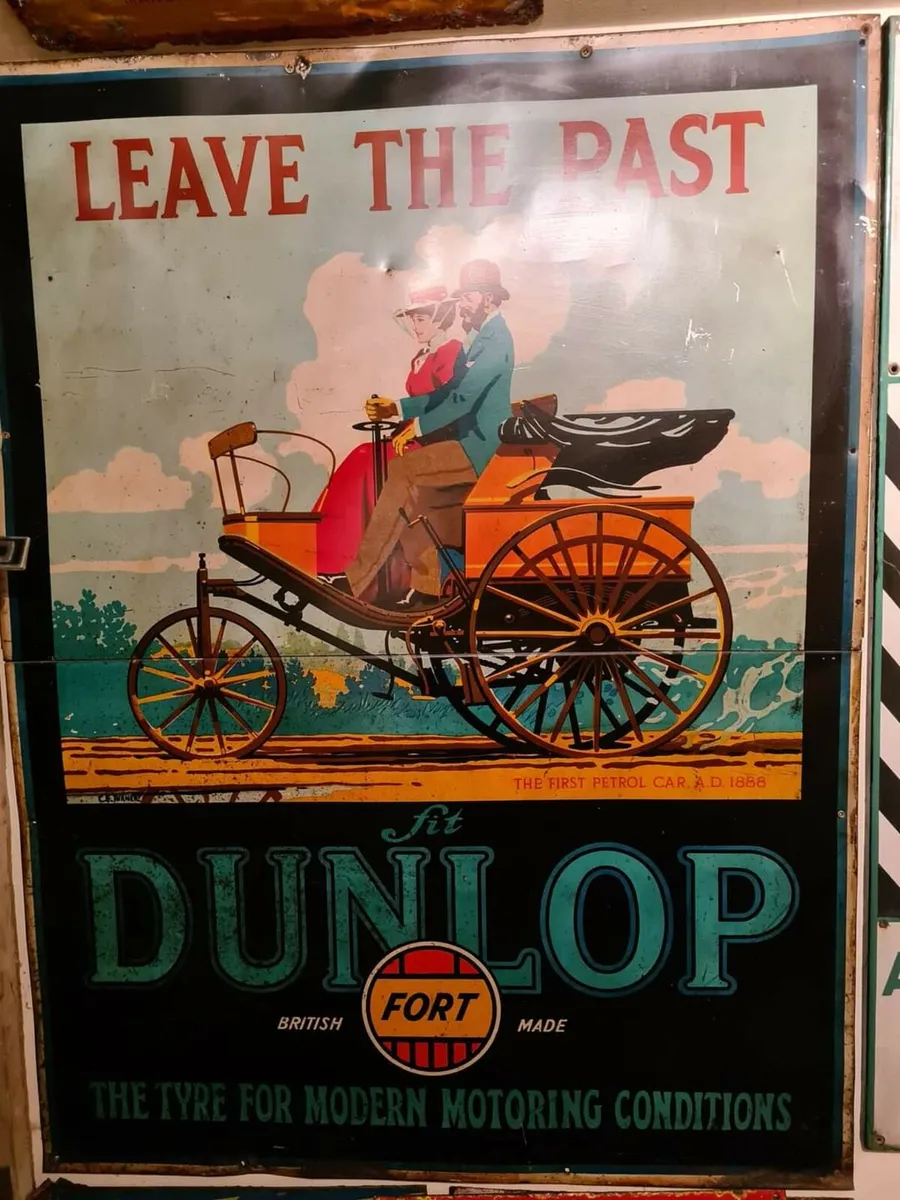 LEAVE THE PAST
THE FIRST PETROL CAR. A.D. 1888
fit
DUNLOP
FORT
BRITISH MADE
THE TYRE FOR MODERN MOTORING CONDITIONS